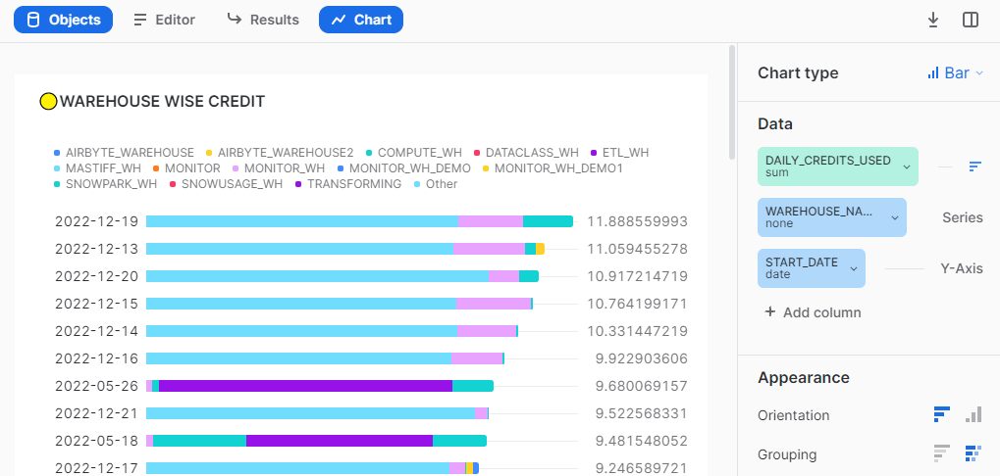 Objects Editor Results Chart
Chart type Bar
WAREHOUSE WISE CREDIT
Data
AIRBYTE_WAREHOUSE AIRBYTE_WAREHOUSE2 COMPUTE_WH DATACLASS_WH ETL_WH
MASTIFF_WH MONITOR MONITOR_WH MONITOR_WH_DEMO MONITOR_WH_DEMO1
SNOWPARK_WH SNOWUSAGE_WH TRANSFORMING Other
DAILY_CREDITS_USED
sum
WAREHOUSE_NA...
none
Series
START_DATE
date
Y-Axis
+ Add column
2022-12-19 11.888559993
2022-12-13 11.059455278
2022-12-20 10.917214719
2022-12-15 10.764199171
2022-12-14 10.331447219
2022-12-16 9.922903606
2022-05-26 9.680069157
2022-12-21 9.522568331
2022-05-18 9.481548052
2022-12-17 9.246589721
Appearance
Orientation
Grouping